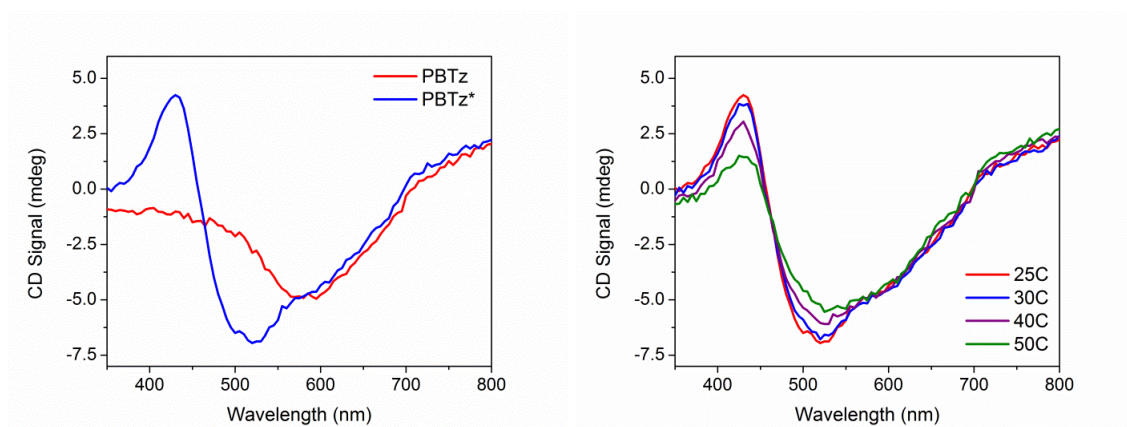 5.0
2.5
0.0
-2.5
-5.0
-7.5
CD Signal (mdeg)
PBTz
PBTz*
400 500 600 700 800
Wavelength (nm)
5.0
2.5
0.0
-2.5
-5.0
-7.5
CD Signal (mdeg)
25C
30C
40C
50C
400 500 600 700 800
Wavelength (nm)